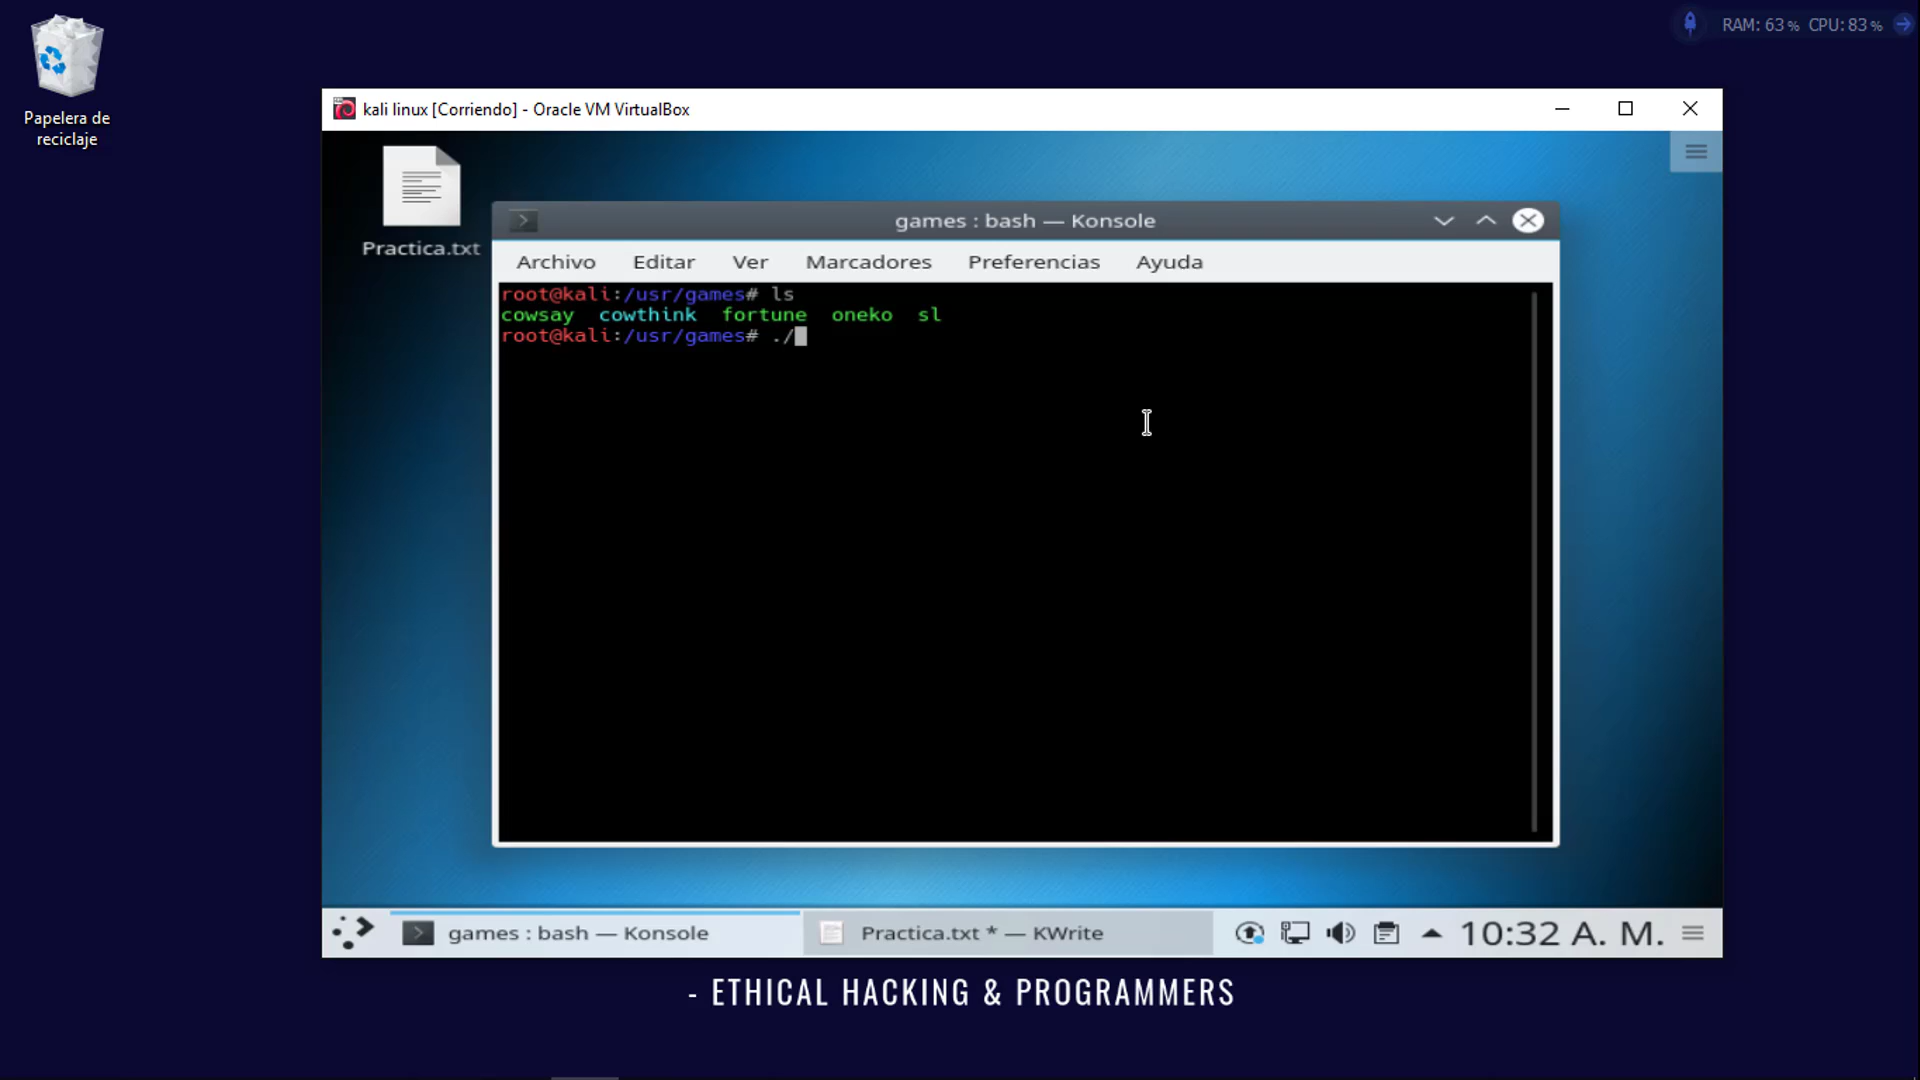 RAM: 63% CPU: 83%
Papelera de
reciclaje
kali linux [Corriendo] - Oracle VM VirtualBox
Practica.txt
games : bash — Konsole
Archivo Editar Ver Marcadores Preferencias Ayuda
root@kali:/usr/games# ls
cowsay cowthink fortune oneko sl
root@kali:/usr/games# ./
games : bash — Konsole
Practica.txt * — KWrite
10:32 A. M.
- ETHICAL HACKING & PROGRAMMERS